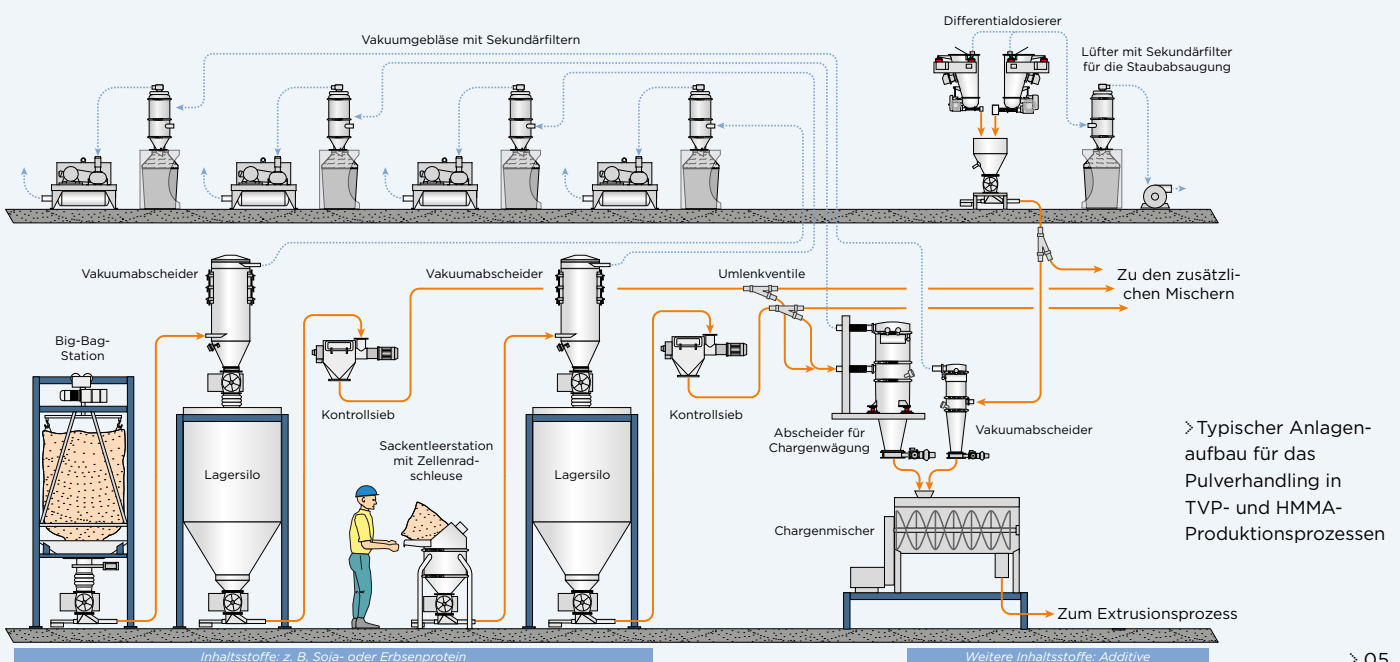 Differentialdosierer
Vakuumgebläse mit Sekundärfiltern
Lüfter mit Sekundärfilter
für die Staubabsaugung
Vakuumabscheider
Vakuumabscheider
Umlenkventile
Zu den zusätzli-
chen Mischern
Big-Bag-
Station
Kontrollsieb
Kontrollsieb
Abscheider für
Chargenwägung
Vakuumabscheider
Sackentleerstation
mit Zellenrad-
schleuse
Lagersilo
Lagersilo
> Typischer Anlagen-
aufbau für das
Pulverhandling in
TVP- und HMMA-
Produktionsprozessen
Chargenmischer
Zum Extrusionsprozess
Inhaltsstoffe: z. B. Soja- oder Erbsenprotein
Weitere Inhaltsstoffe: Additive
> 05